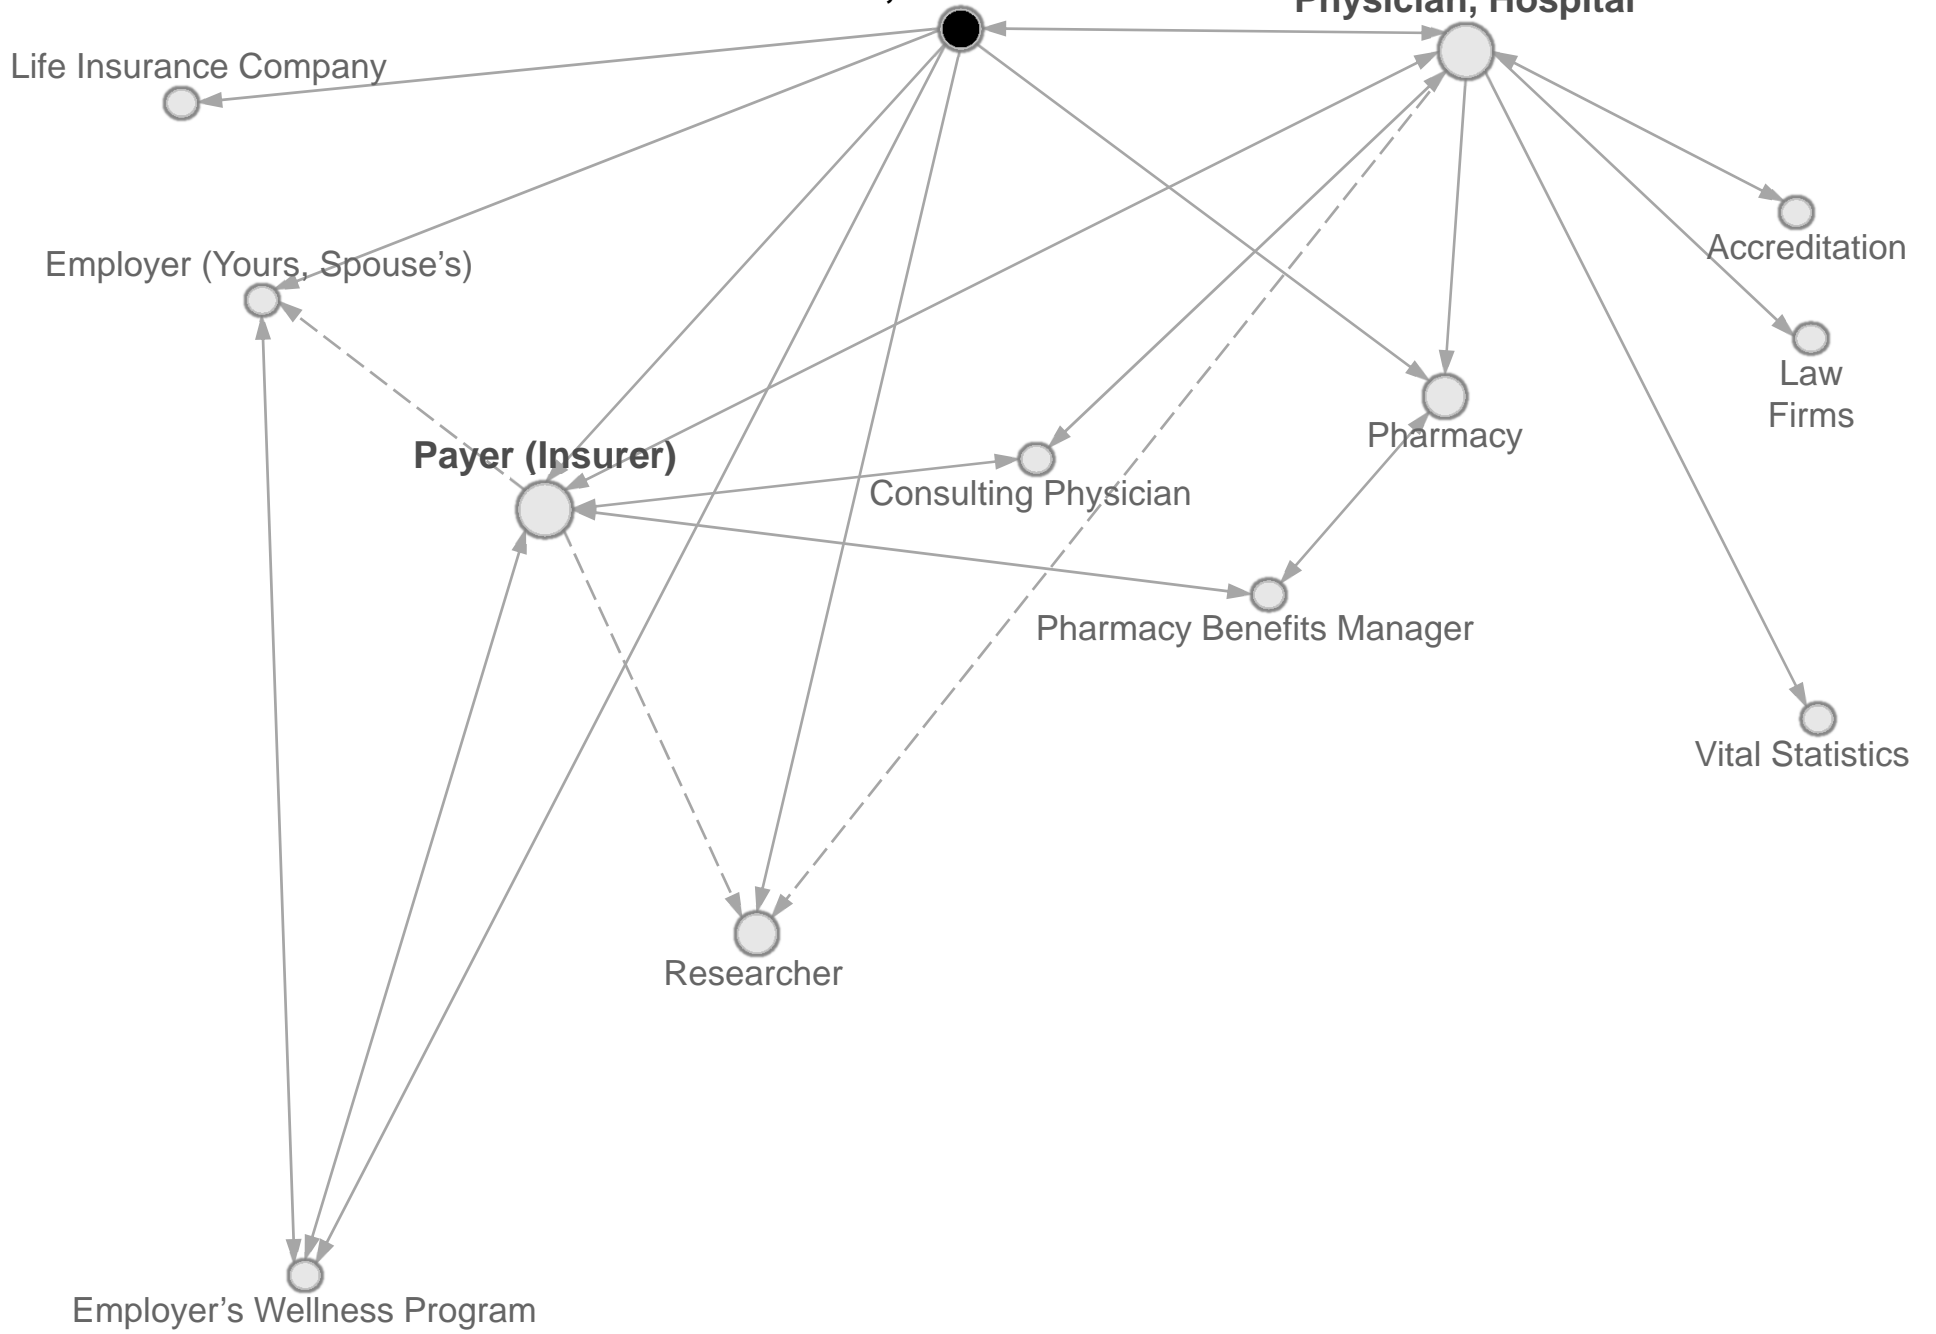 Physician, Hospital
Life Insurance Company
Accreditation
Employer (Yours, Spouse’s)
Law
Firms
Pharmacy
Payer (Insurer)
Consulting Physician
Pharmacy Benefits Manager
Vital Statistics
Researcher
Employer’s Wellness Program